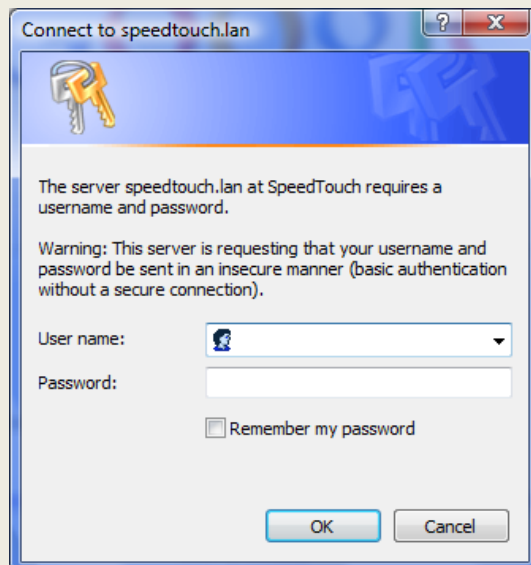 Connect to speedtouch.lan
The server speedtouch.lan at SpeedTouch requires a
username and password.
Warning: This server is requesting that your username and
password be sent in an insecure manner (basic authentication
without a secure connection).
User name:
Password:
Remember my password
OK Cancel